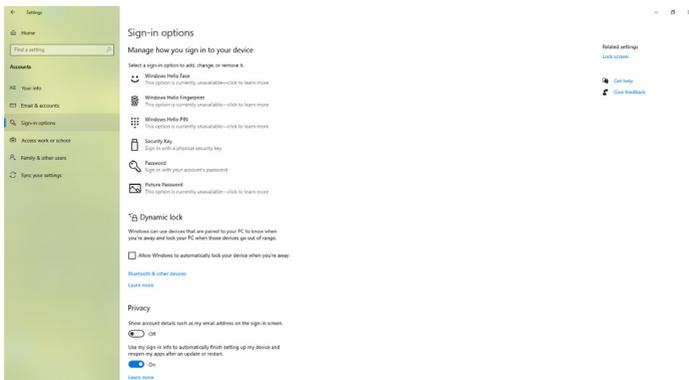 Settings
Home
Find a setting
Accounts
Your info
Email & accounts
Sign-in options
Access work or school
Family & other users
Sync your settings
Sign-in options
Manage how you sign in to your device
Select a sign-in option to add, change, or remove it.
Windows Hello Face
This option is currently unavailable—click to learn more
Windows Hello Fingerprint
This option is currently unavailable—click to learn more
Windows Hello PIN
This option is currently unavailable—click to learn more
Security Key
Sign in with a physical security key
Password
Sign in with your account's password
Picture Password
This option is currently unavailable—click to learn more
Dynamic lock
Windows can use devices that are paired to your PC to know when
you're away and lock your PC when those devices go out of range.
Allow Windows to automatically lock your device when you're away
Bluetooth & other devices
Learn more
Privacy
Show account details such as my email address on the sign-in screen.
Off
Use my sign-in info to automatically finish setting up my device and
reopen my apps after an update or restart.
On
Learn more
Related settings
Lock screen
Get help
Give feedback